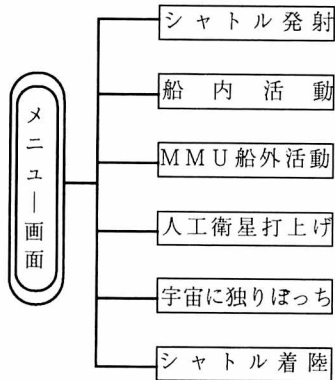 メニュー画面
シャトル発射
船内活動
MMU船外活動
人工衛星打上げ
宇宙に独りぼっち
シャトル着陸